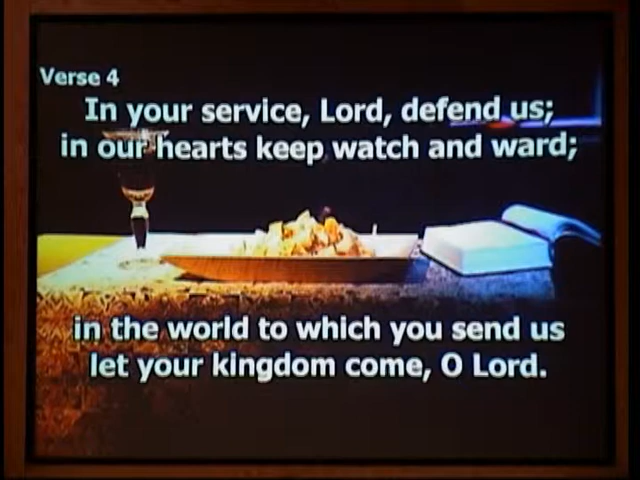 Verse 4
In your service, Lord, defend us;
in our hearts keep watch and ward;
in the world to which you send us
let your kingdom come, O Lord.